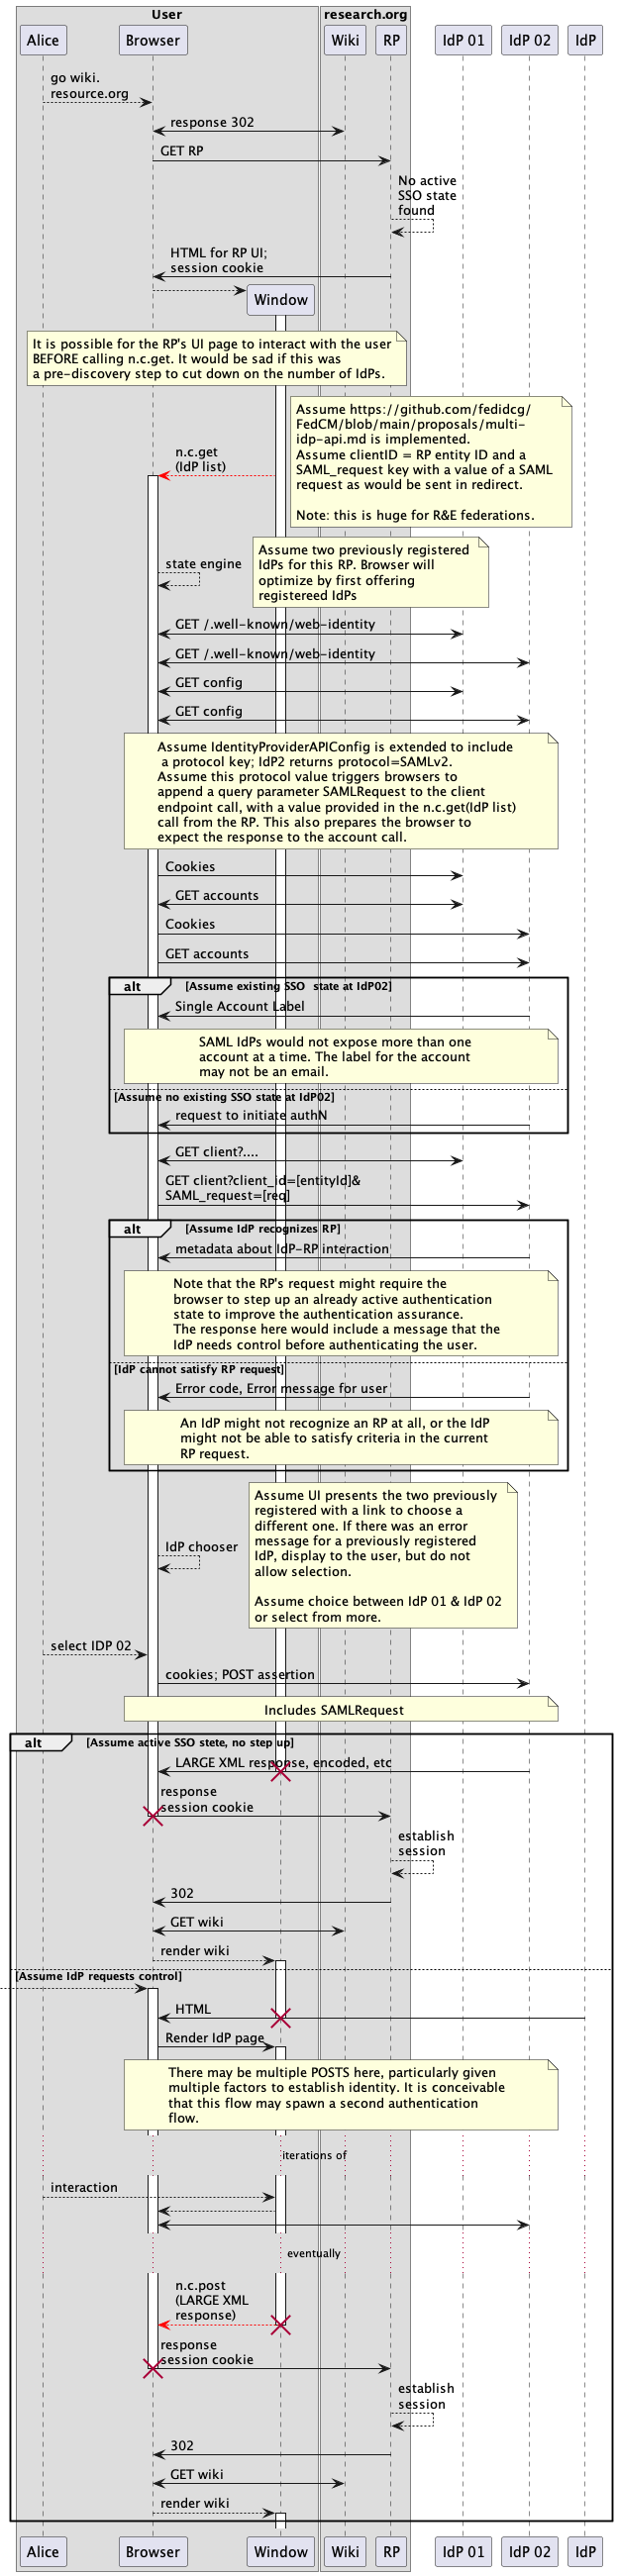 User
research.org
Alice
Browser
Wiki
RP
IdP 01
IdP 02
IdP
go wiki.
resource.org
response 302
GET RP
No active
SSO state
found
HTML for RP UI;
session cookie
Window
It is possible for the RP's UI page to interact with the user
BEFORE calling n.c.get. It would be sad if this was
a pre-discovery step to cut down on the number of IdPs.
Assume https://github.com/fedidcg/
FedCM/blob/main/proposals/multi-
idp-api.md is implemented.
Assume clientID = RP entity ID and a
SAML_request key with a value of a SAML
request as would be sent in redirect.
Note: this is huge for R&E federations.
n.c.get
(IdP list)
Assume two previously registered
IdPs for this RP. Browser will
optimize by first offering
registereed IdPs
state engine
GET /.well-known/web-identity
GET /.well-known/web-identity
GET config
GET config
Assume IdentityProviderAPIConfig is extended to include
a protocol key; IdP2 returns protocol=SAMLv2.
Assume this protocol value triggers browsers to
append a query parameter SAMLRequest to the client
endpoint call, with a value provided in the n.c.get(IdP list)
call from the RP. This also prepares the browser to
expect the response to the account call.
Cookies
GET accounts
Cookies
GET accounts
alt
[Assume existing SSO  state at IdP02]
Single Account Label
SAML IdPs would not expose more than one
account at a time. The label for the account
may not be an email.
[Assume no existing SSO state at IdP02]
request to initiate authN
GET client?....
GET client?client_id=[entityId]&
SAML_request=[req]
alt
[Assume IdP recognizes RP]
metadata about IdP-RP interaction
Note that the RP's request might require the
browser to step up an already active authentication
state to improve the authentication assurance.
The response here would include a message that the
IdP needs control before authenticating the user.
[IdP cannot satisfy RP request]
Error code, Error message for user
An IdP might not recognize an RP at all, or the IdP
might not be able to satisfy criteria in the current
RP request.
Assume UI presents the two previously
registered with a link to choose a
different one. If there was an error
message for a previously registered
IdP, display to the user, but do not
allow selection.
Assume choice between IdP 01 & IdP 02
or select from more.
IdP chooser
select IDP 02
cookies; POST assertion
Includes SAMLRequest
alt
[Assume active SSO stete, no step up]
LARGE XML response, encoded, etc
response
session cookie
establish
session
302
GET wiki
render wiki
[Assume IdP requests control]
HTML
Render IdP page
There may be multiple POSTS here, particularly given
multiple factors to establish identity. It is conceivable
that this flow may spawn a second authentication
flow.
iterations of
interaction
eventually
n.c.post
(LARGE XML
response)
response
session cookie
establish
session
302
GET wiki
render wiki
Alice
Browser
Window
Wiki
RP
IdP 01
IdP 02
IdP